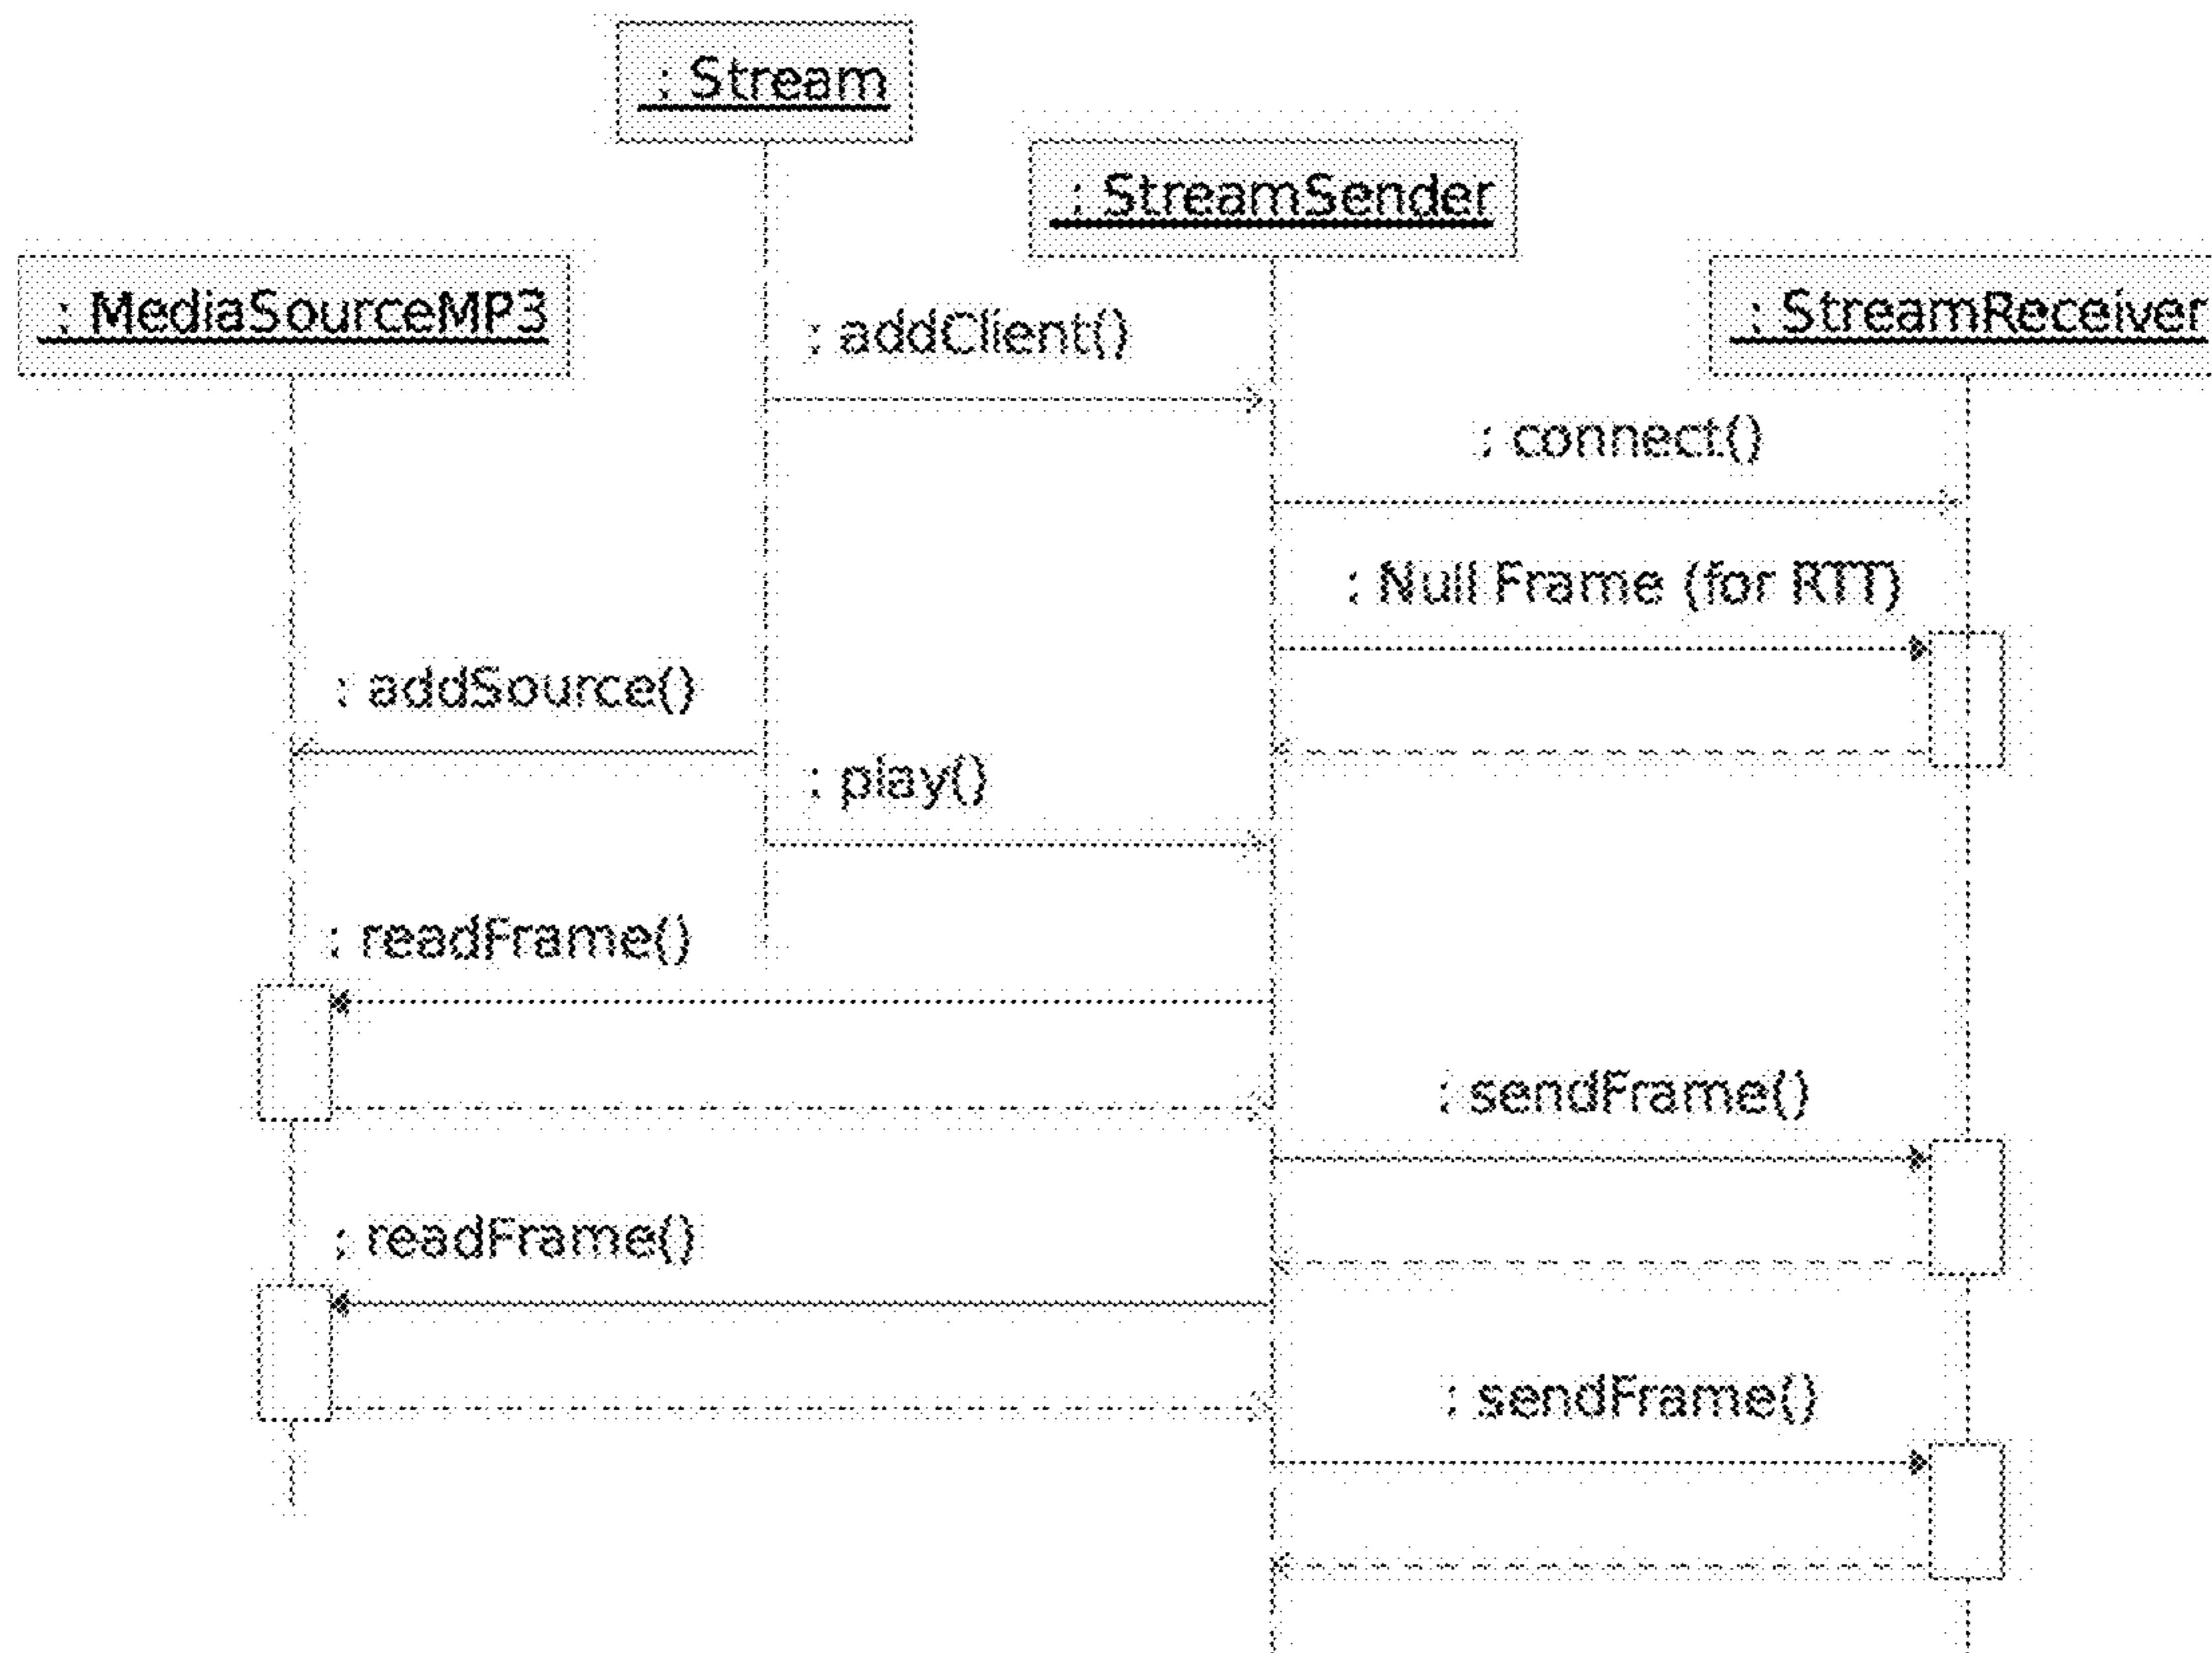 : Stream
: StreamSender
: MediaSourceMP3
: StreamReceiver
: addClient()
: connect()
: Null Frame (for RTT)
: addSource()
: play()
: readFrame()
: sendFrame()
: readFrame()
: sendFrame()